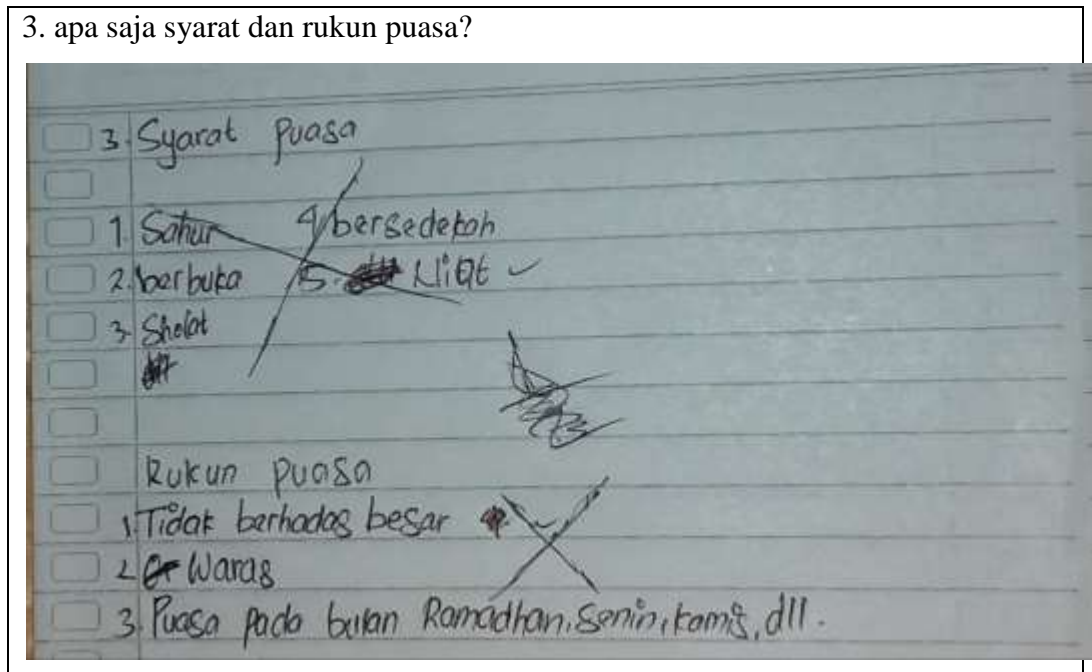 3. apa saja syarat dan rukun puasa?
3. Syarat Puasa
1. Sahur 4. bersedekah
2. berbuka 5. Niat
3. Sholat
Rukun Puasa
1. Tidak berhadas besar
2. Waras
3. Puasa pada bulan Ramadhan, Senin, kamis, dll.